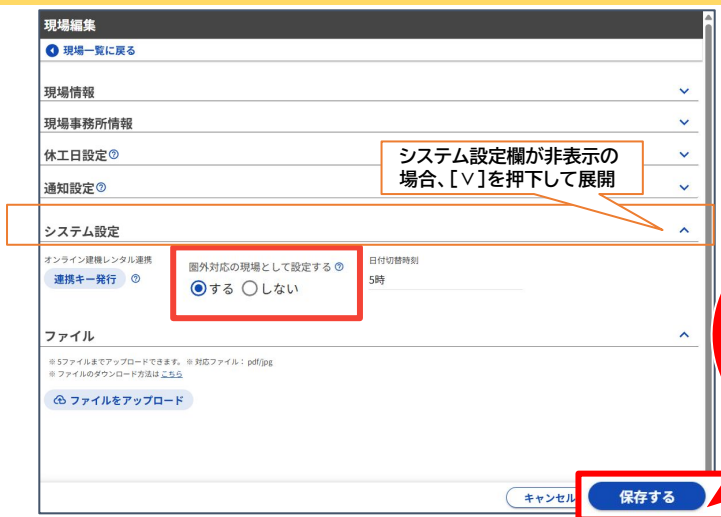 現場編集
現場一覧に戻る
現場情報
現場事務所情報
休工日設定?
通知設定?
システム設定欄が非表示の
場合、[∨]を押下して展開
システム設定
オンライン建機レンタル連携
連携キー発行 ?
圏外対応の現場として設定する ?
する しない
日付切替時刻
5時
ファイル
※ 5ファイルまでアップロードできます。 ※ 対応ファイル： pdf/jpg
※ ファイルのダウンロード方法は こちら
ファイルをアップロード
キャンセル
保存する